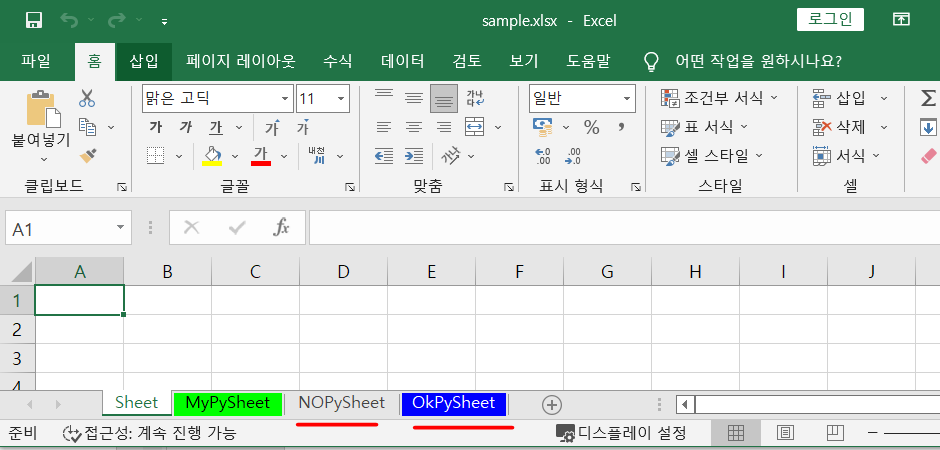 sample.xlsx - Excel
로그인
파일 홈 삽입 페이지 레이아웃 수식 데이터 검토 보기 도움말 어떤 작업을 원하시나요?
붙여넣기
맑은 고딕 11
가 가 가 가 가
가
내천
가나
다
일반
% ,
.00
.0
조건부 서식
표 서식
셀 스타일
삽입
삭제
서식
클립보드 글꼴 맞춤 표시 형식 스타일 셀
A1 fx
A B C D E F G H I J
1
2
3
4
Sheet MyPySheet NOPySheet OkPySheet
준비 접근성: 계속 진행 가능 디스플레이 설정